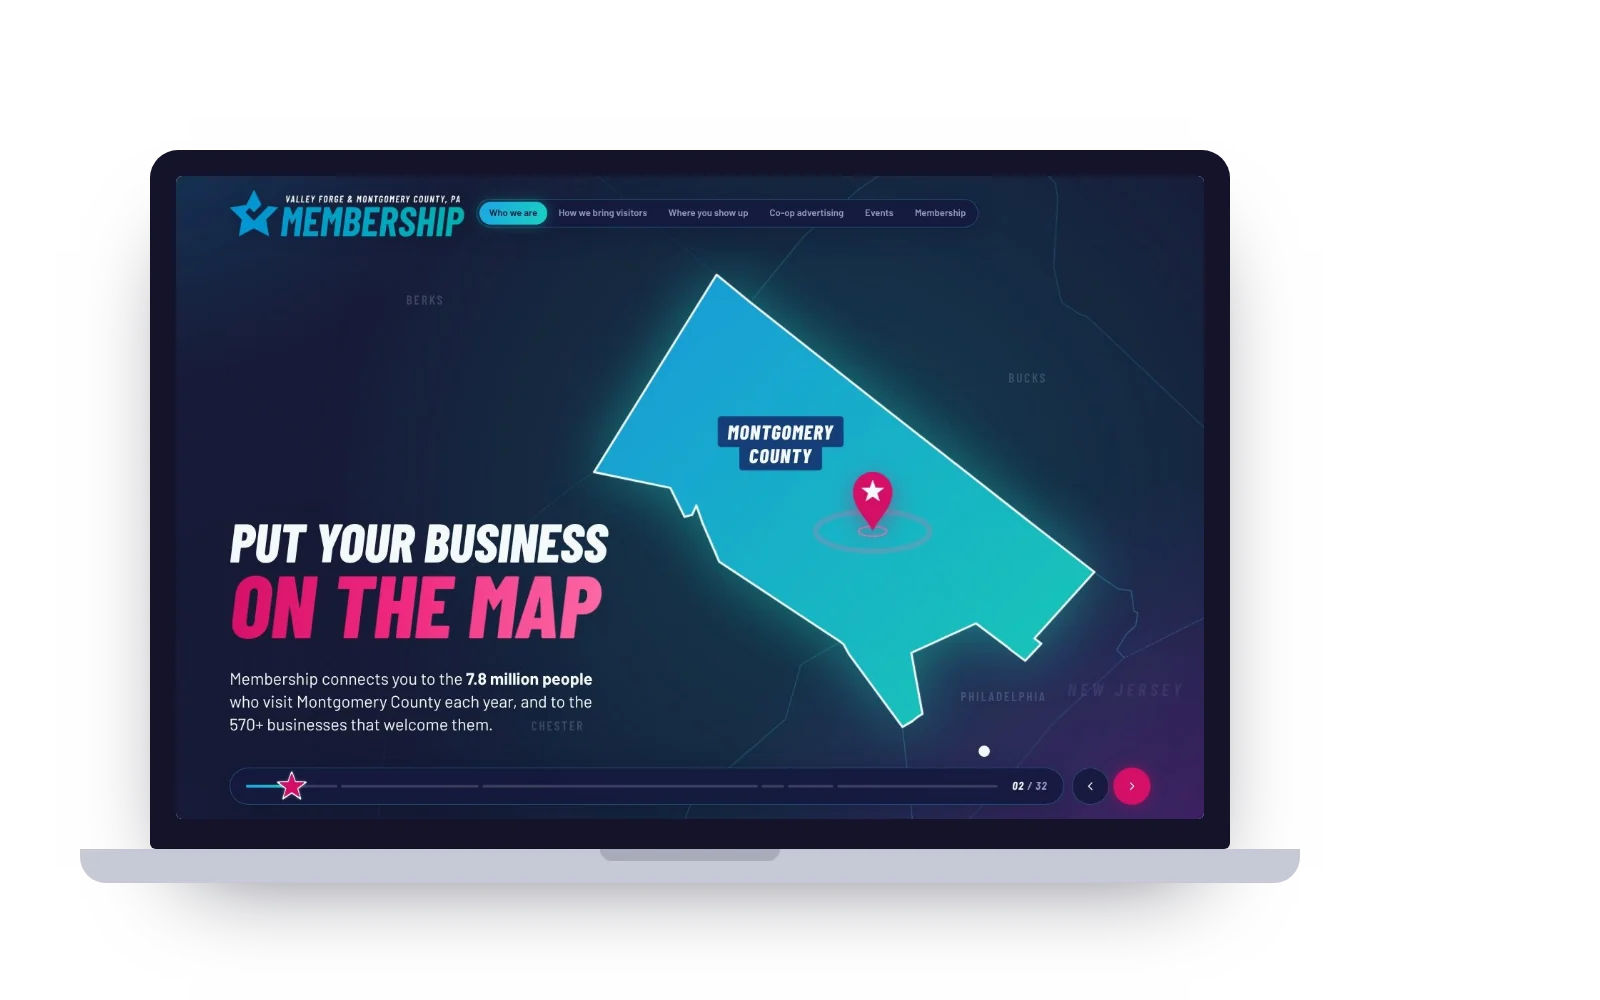 VALLEY FORGE & MONTGOMERY COUNTY, PA
MEMBERSHIP
Who we are
How we bring visitors
Where you show up
Co-op advertising
Events
Membership
BERKS
BUCKS
MONTGOMERY
COUNTY
PUT YOUR BUSINESS
ON THE MAP
Membership connects you to the 7.8 million people
who visit Montgomery County each year, and to the
570+ businesses that welcome them.
CHESTER
PHILADELPHIA
NEW JERSEY
02 / 32